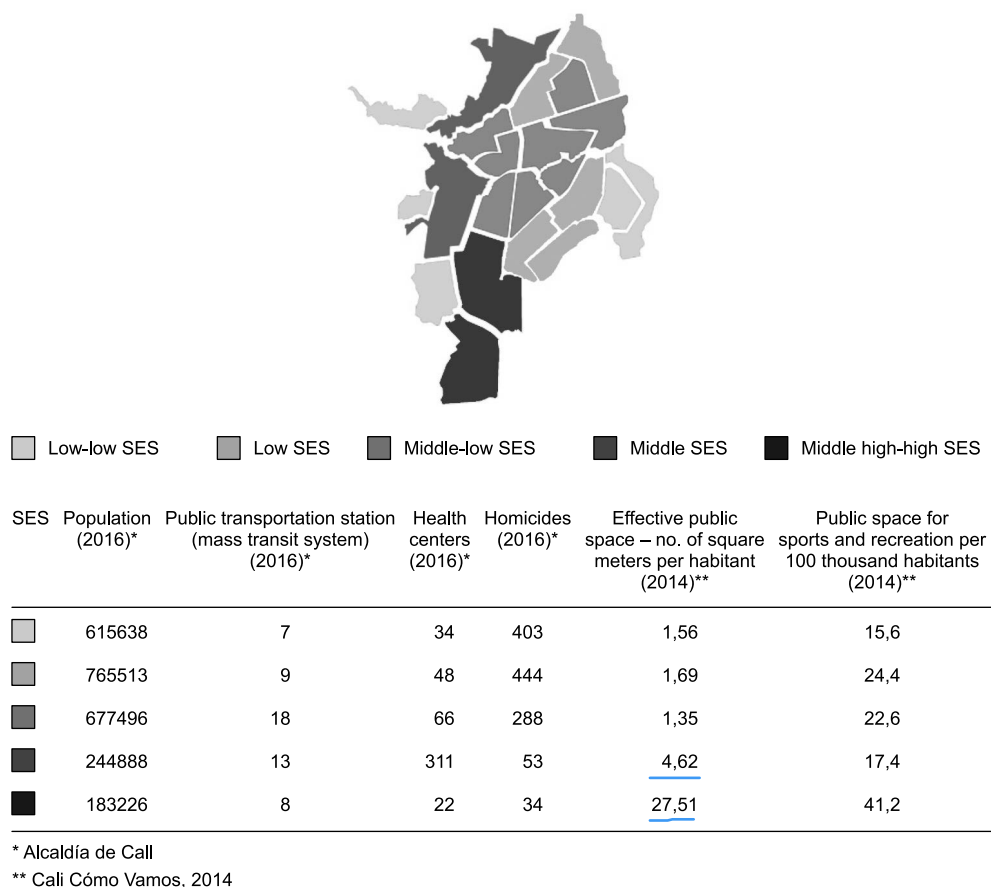 Low-low SES Low SES Middle-low SES Middle SES Middle high-high SES
SES Population (2016)* Public transportation station (mass transit system) (2016)* Health centers (2016)* Homicides (2016)* Effective public space – no. of square meters per habitant (2014)** Public space for sports and recreation per 100 thousand habitants (2014)**
615638 7 34 403 1,56 15,6
765513 9 48 444 1,69 24,4
677496 18 66 288 1,35 22,6
244888 13 311 53 4,62 17,4
183226 8 22 34 27,51 41,2
* Alcaldía de Call
** Cali Cómo Vamos, 2014